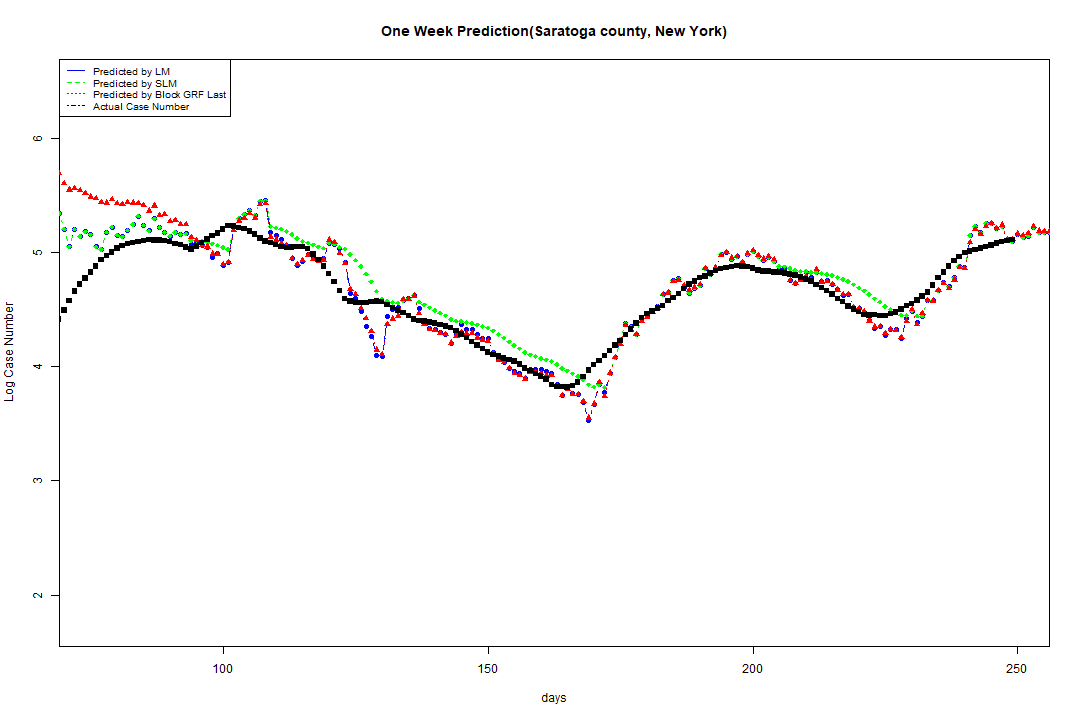 One Week Prediction(Saratoga county, New York)
Predicted by LM
Predicted by SLM
Predicted by Block GRF Last
Actual Case Number
6
5
4
3
2
Log Case Number
100 150 200 250
days